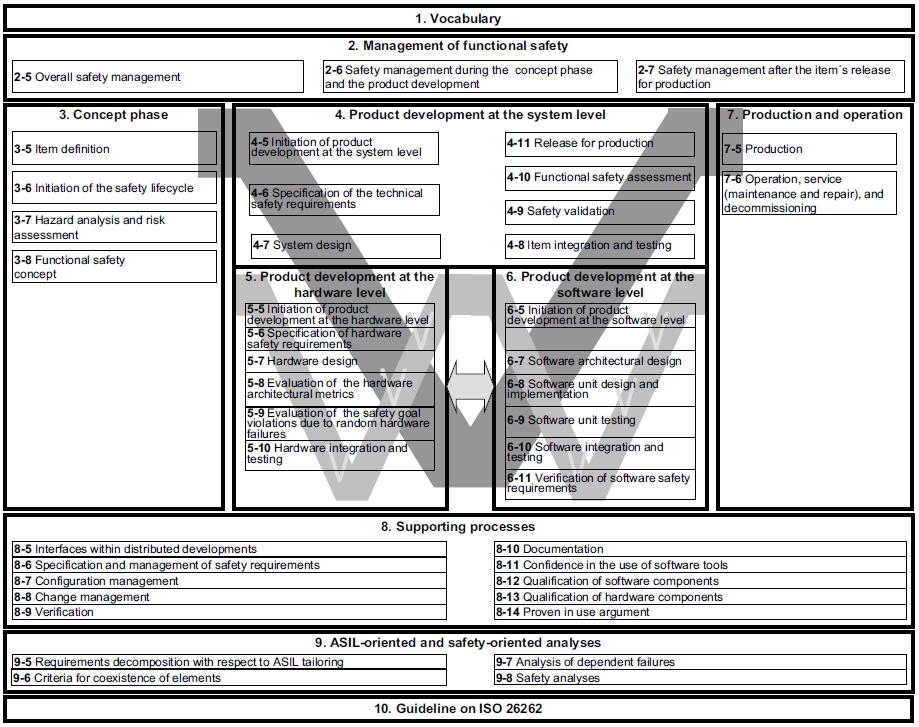 1. Vocabulary
2. Management of functional safety
2-5 Overall safety management
2-6 Safety management during the concept phase
and the product development
2-7 Safety management after the item´s release
for production
3. Concept phase
3-5 Item definition
3-6 Initiation of the safety lifecycle
3-7 Hazard analysis and risk
assessment
3-8 Functional safety
concept
4. Product development at the system level
4-5 Initiation of product
development at the system level
4-6 Specification of the technical
safety requirements
4-7 System design
4-11 Release for production
4-10 Functional safety assessment
4-9 Safety validation
4-8 Item integration and testing
7. Production and operation
7-5 Production
7-6 Operation, service
(maintenance and repair), and
decommissioning
5. Product development at the
hardware level
5-5 Initiation of product
development at the hardware level
5-6 Specification of hardware
safety requirements
5-7 Hardware design
5-8 Evaluation of the hardware
architectural metrics
5-9 Evaluation of the safety goal
violations due to random hardware
failures
5-10 Hardware integration and
testing
6. Product development at the
software level
6-5 Initiation of product
development at the software level
6-7 Software architectural design
6-8 Software unit design and
implementation
6-9 Software unit testing
6-10 Software integration and
testing
6-11 Verification of software safety
requirements
8. Supporting processes
8-5 Interfaces within distributed developments
8-6 Specification and management of safety requirements
8-7 Configuration management
8-8 Change management
8-9 Verification
8-10 Documentation
8-11 Confidence in the use of software tools
8-12 Qualification of software components
8-13 Qualification of hardware components
8-14 Proven in use argument
9. ASIL-oriented and safety-oriented analyses
9-5 Requirements decomposition with respect to ASIL tailoring
9-6 Criteria for coexistence of elements
9-7 Analysis of dependent failures
9-8 Safety analyses
10. Guideline on ISO 26262